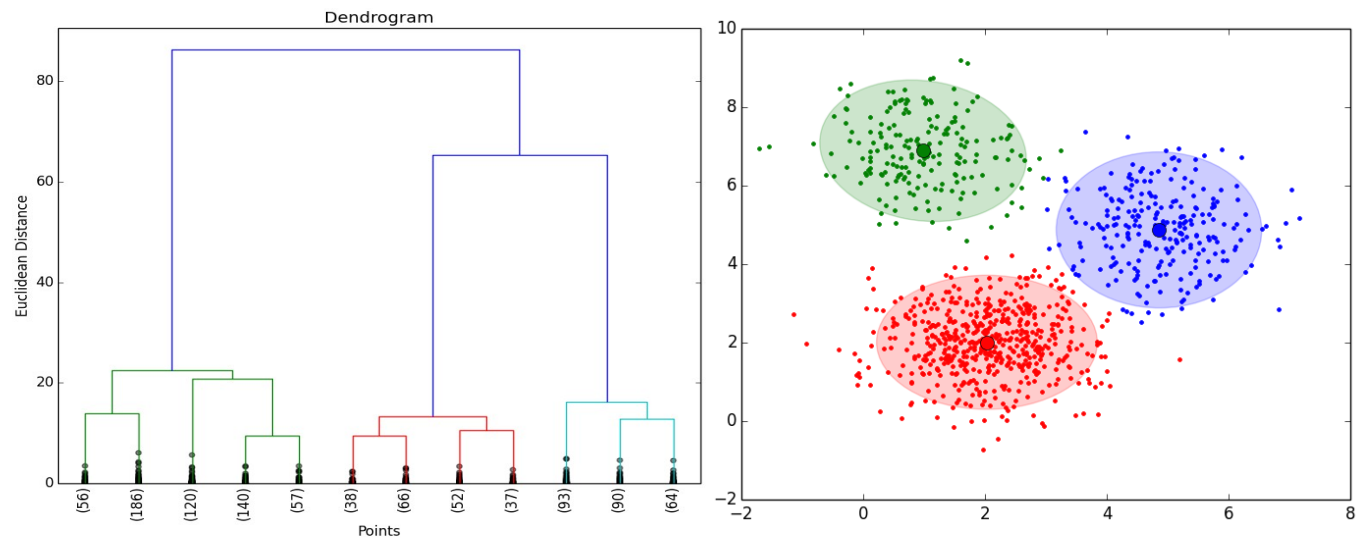 Dendrogram
Euclidean Distance
80
60
40
20
0
(56) (186) (120) (140) (57) (38) (66) (52) (37) (93) (90) (64)
Points
10
8
6
4
2
0
−2
−2 0 2 4 6 8